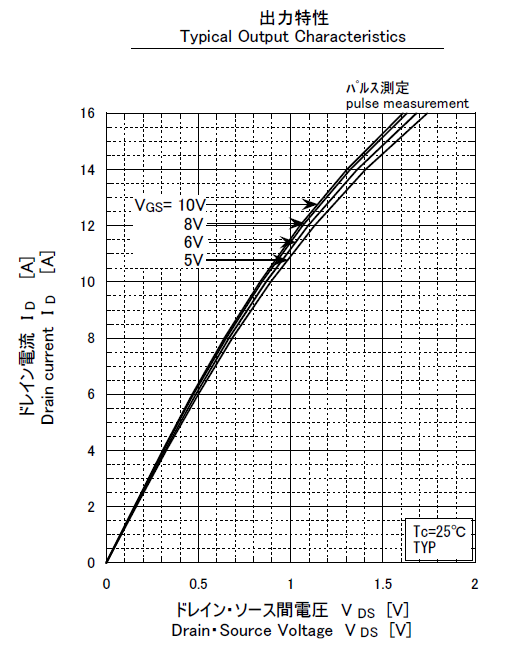 出力特性
Typical Output Characteristics
パルス測定
pulse measurement
16
14
VGS= 10V
12
8V
6V
5V
10
8
6
4
2
0
ドレイン電流 ID [A]
Drain current ID [A]
Tc=25℃
TYP
0 0.5 1 1.5 2
ドレイン・ソース間電圧 VDS [V]
Drain・Source Voltage VDS [V]